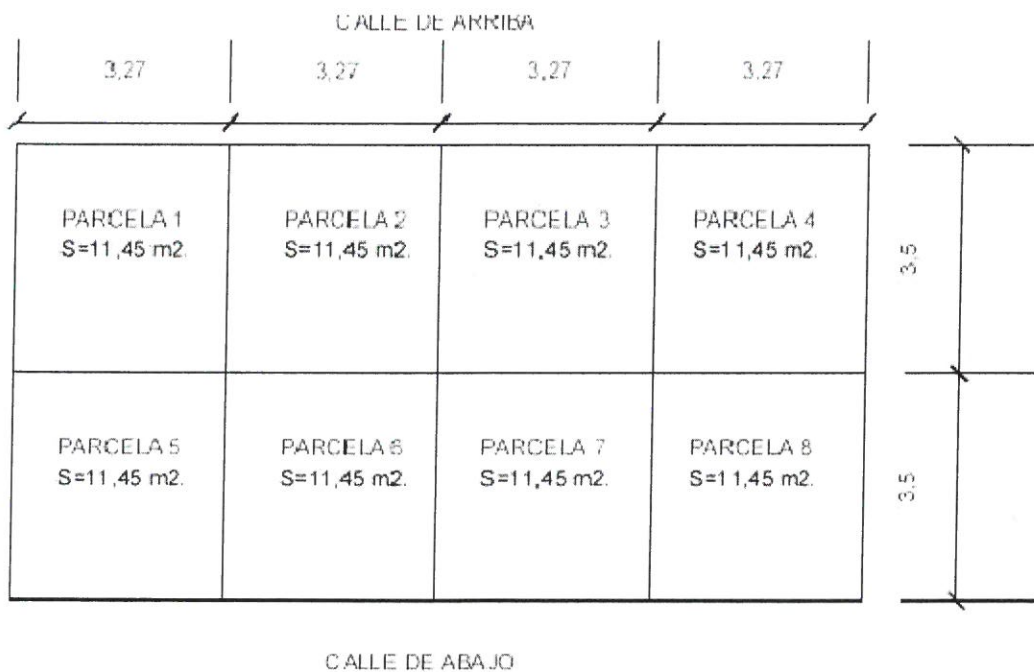 CALLE DE ARRIBA
3,27 3,27 3,27 3,27
PARCELA 1 PARCELA 2 PARCELA 3 PARCELA 4
S=11,45 m2. S=11,45 m2. S=11,45 m2. S=11,45 m2.
3,5
PARCELA 5 PARCELA 6 PARCELA 7 PARCELA 8
S=11,45 m2. S=11,45 m2. S=11,45 m2. S=11,45 m2.
3,5
CALLE DE ABAJO